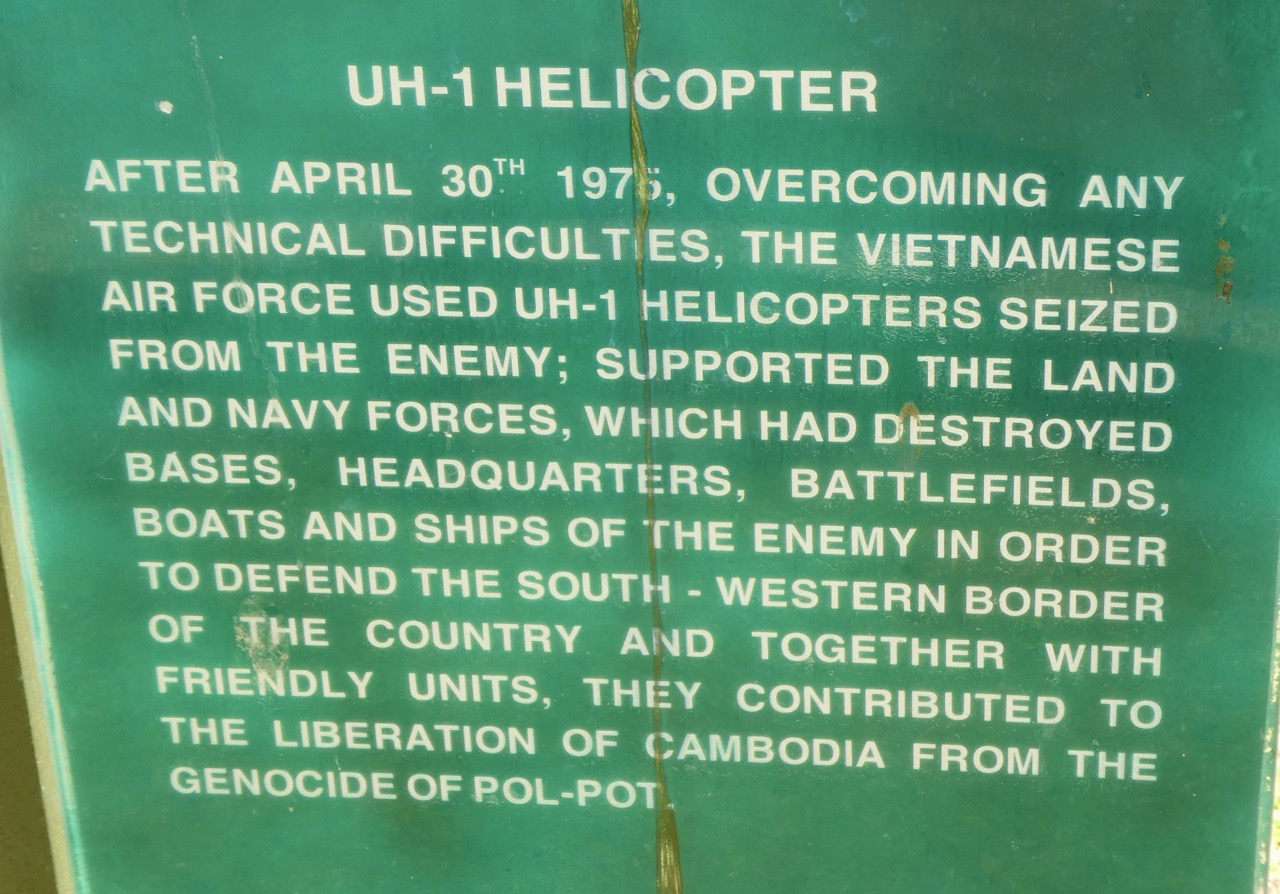 UH-1 HELICOPTER
AFTER APRIL 30TH 1975, OVERCOMING ANY
TECHNICAL DIFFICULTIES, THE VIETNAMESE
AIR FORCE USED UH-1 HELICOPTERS SEIZED
FROM THE ENEMY; SUPPORTED THE LAND
AND NAVY FORCES, WHICH HAD DESTROYED
BASES, HEADQUARTERS, BATTLEFIELDS,
BOATS AND SHIPS OF THE ENEMY IN ORDER
TO DEFEND THE SOUTH - WESTERN BORDER
OF THE COUNTRY AND TOGETHER WITH
FRIENDLY UNITS, THEY CONTRIBUTED TO
THE LIBERATION OF CAMBODIA FROM THE
GENOCIDE OF POL-POT.